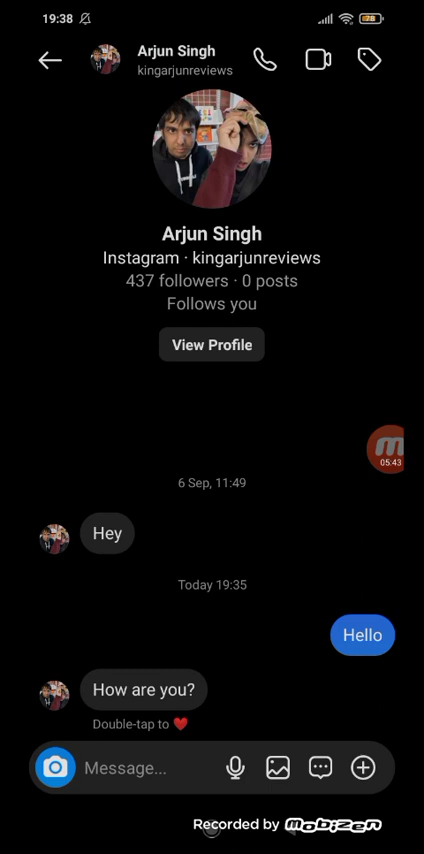 19:38
78
Arjun Singh
kingarjunreviews
Arjun Singh
Instagram · kingarjunreviews
437 followers · 0 posts
Follows you
View Profile
05:43
6 Sep, 11:49
Hey
Today 19:35
Hello
How are you?
Double-tap to ❤️
Message...
Recorded by mobizen